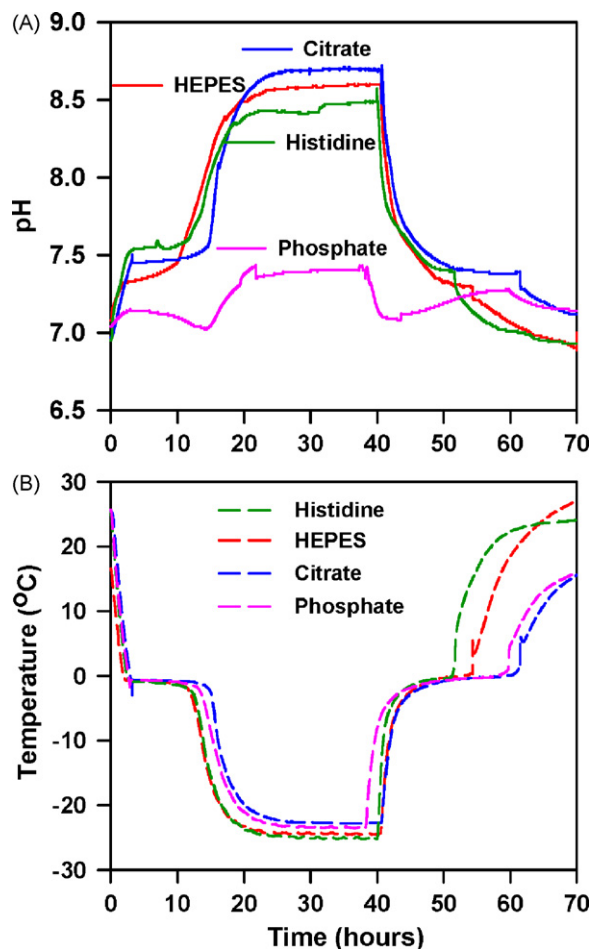 (A)
9.0
Citrate
HEPES
8.5
Histidine
8.0
pH
7.5
Phosphate
7.0
6.5
0 10 20 30 40 50 60 70
(B)
30
Histidine
HEPES
20
Citrate
Phosphate
10
Temperature (ºC)
0
-10
-20
-30
0 10 20 30 40 50 60 70
Time (hours)